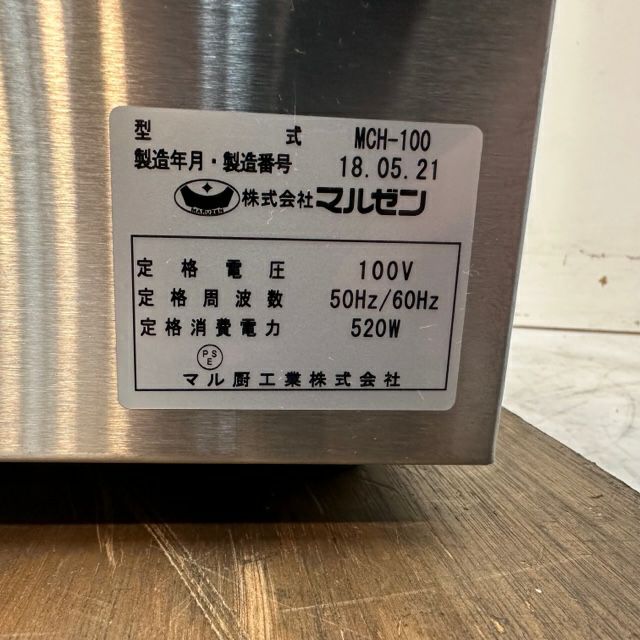 型式 MCH-100
製造年月・製造番号 18.05.21
MARUZEN 株式会社マルゼン
定格電圧 100V
定格周波数 50Hz/60Hz
定格消費電力 520W
PSE
マル厨工業株式会社